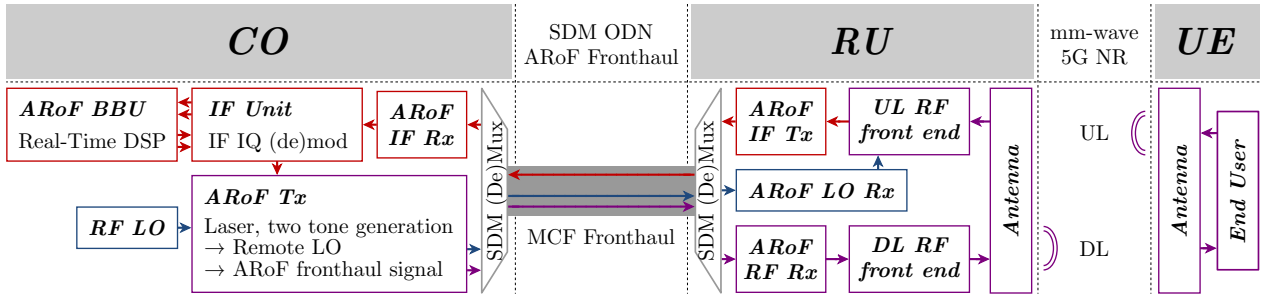 CO
SDM ODN
ARoF Fronthaul
RU
mm-wave
5G NR
UE
ARoF BBU
Real-Time DSP
IF Unit
IF IQ (de)mod
ARoF
IF Rx
SDM (De)Mux
RF LO
ARoF Tx
Laser, two tone generation
→ Remote LO
→ ARoF fronthaul signal
MCF Fronthaul
SDM (De)Mux
ARoF
IF Tx
UL RF
front end
ARoF LO Rx
ARoF
RF Rx
DL RF
front end
Antenna
UL
DL
Antenna
End User